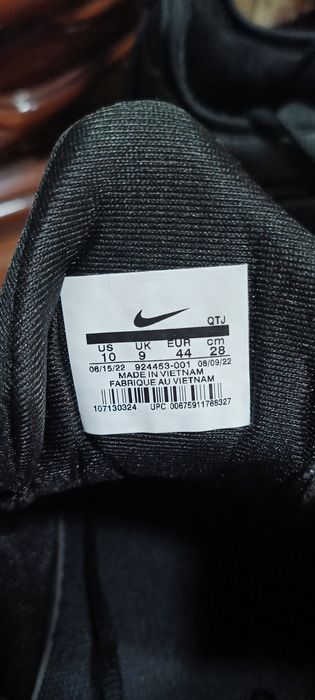 QTJ
US UK EUR cm
10 9 44 28
06/15/22 924453-001 08/09/22
MADE IN VIETNAM
FABRIQUE AU VIETNAM
107130324 UPC 00675911788327